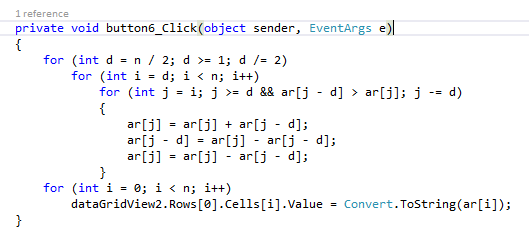 1 reference
private void button6_Click(object sender, EventArgs e)
{
    for (int d = n / 2; d >= 1; d /= 2)
        for (int i = d; i < n; i++)
            for (int j = i; j >= d && ar[j - d] > ar[j]; j -= d)
            {
                ar[j] = ar[j] + ar[j - d];
                ar[j - d] = ar[j] - ar[j - d];
                ar[j] = ar[j] - ar[j - d];
            }
    for (int i = 0; i < n; i++)
        dataGridView2.Rows[0].Cells[i].Value = Convert.ToString(ar[i]);
}